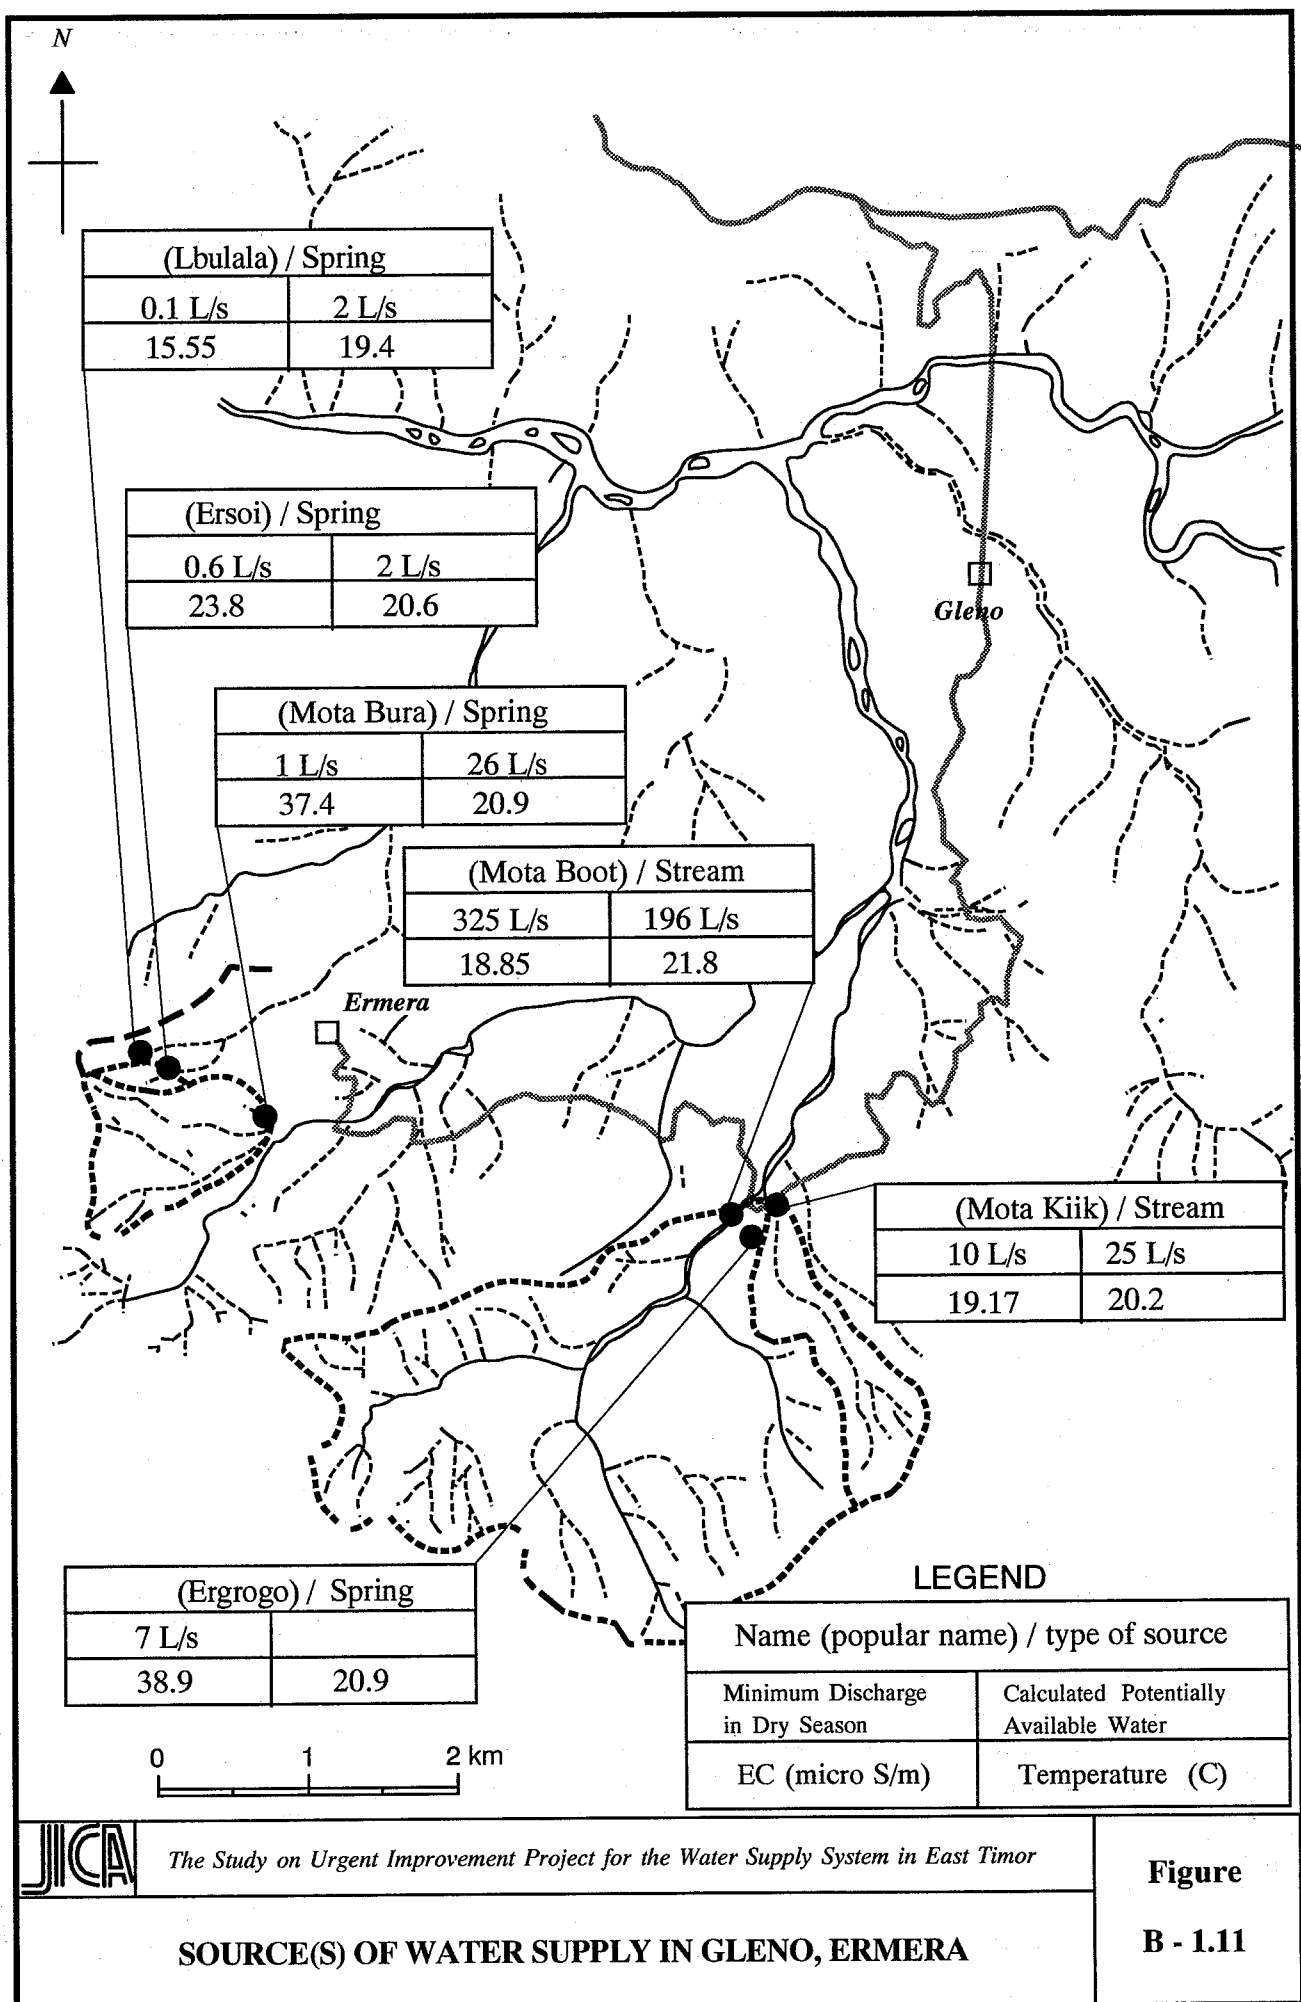 N
(Lbulala) / Spring
0.1 L/s 2 L/s
15.55 19.4
(Ersoi) / Spring
0.6 L/s 2 L/s
23.8 20.6
Gleno
(Mota Bura) / Spring
1 L/s 26 L/s
37.4 20.9
(Mota Boot) / Stream
325 L/s 196 L/s
18.85 21.8
Ermera
(Mota Kiik) / Stream
10 L/s 25 L/s
19.17 20.2
(Ergrogo) / Spring
7 L/s
38.9 20.9
LEGEND
Name (popular name) / type of source
Minimum Discharge
in Dry Season
Calculated Potentially
Available Water
EC (micro S/m) Temperature (C)
0 1 2 km
JICA
The Study on Urgent Improvement Project for the Water Supply System in East Timor
SOURCE(S) OF WATER SUPPLY IN GLENO, ERMERA
Figure
B - 1.11